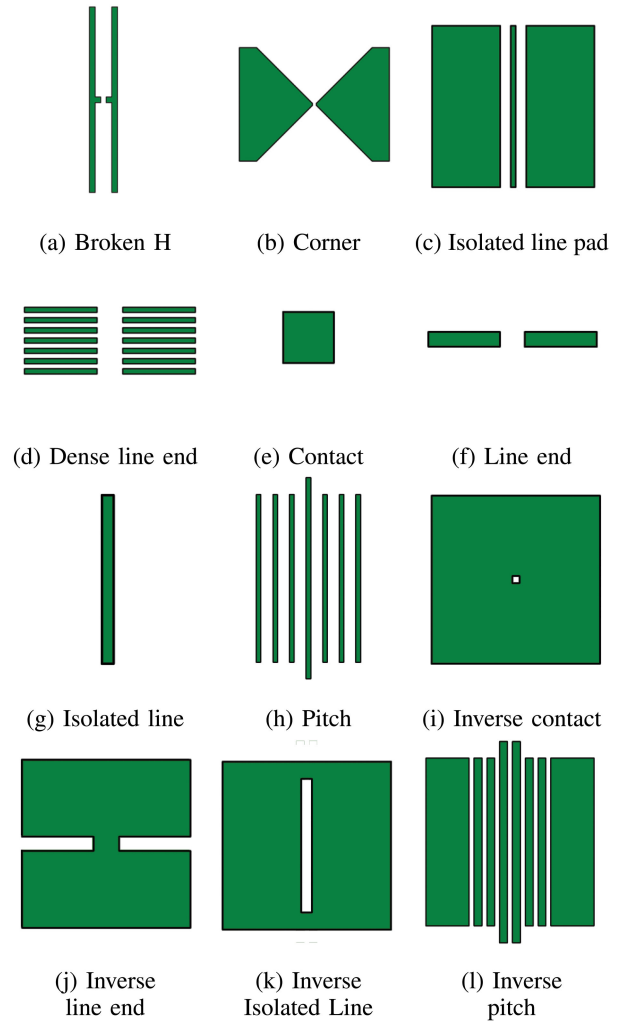 (a) Broken H
(b) Corner
(c) Isolated line pad
(d) Dense line end
(e) Contact
(f) Line end
(g) Isolated line
(h) Pitch
(i) Inverse contact
(j) Inverse
line end
(k) Inverse
Isolated Line
(l) Inverse
pitch